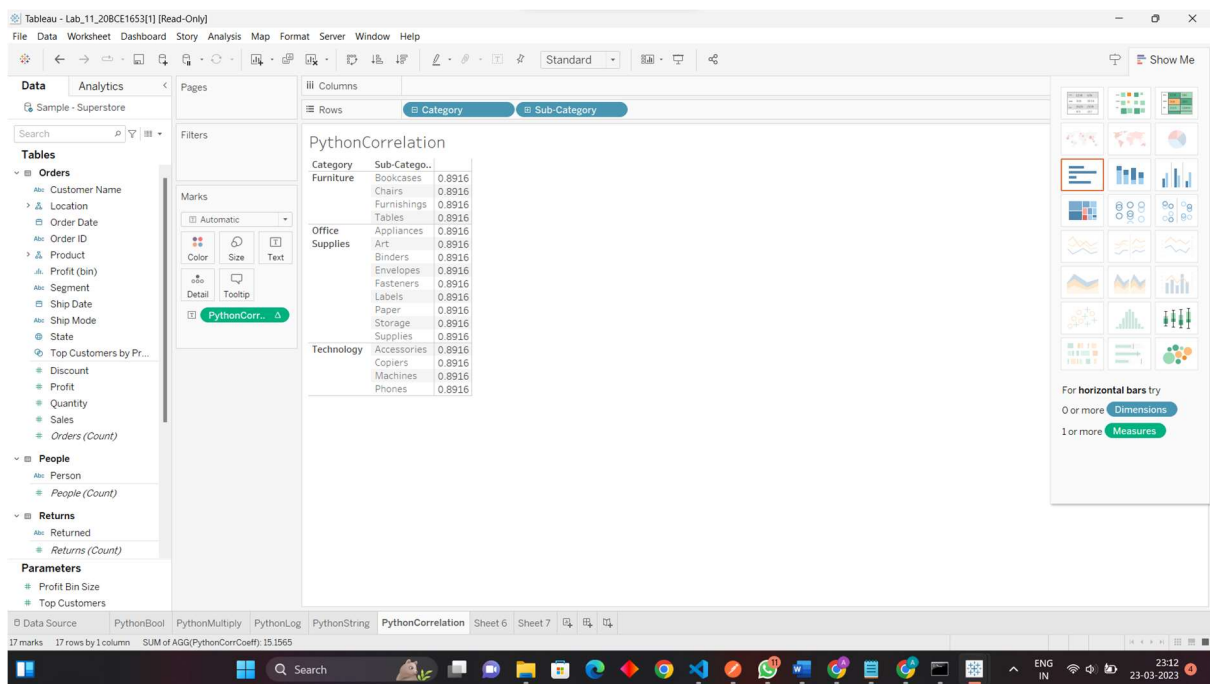 Tableau - Lab_11_20BCE1653[1] [Read-Only]
File Data Worksheet Dashboard Story Analysis Map Format Server Window Help
Standard
Show Me
Data Analytics
Sample - Superstore
Search
Tables
Orders
Abc Customer Name
Location
Order Date
Abc Order ID
Product
Profit (bin)
Abc Segment
Ship Date
Abc Ship Mode
State
Top Customers by Pr...
# Discount
# Profit
# Quantity
# Sales
# Orders (Count)
People
Abc Person
# People (Count)
Returns
Abc Returned
# Returns (Count)
Parameters
# Profit Bin Size
# Top Customers
Pages
Filters
Marks
Automatic
Color Size Text
Detail Tooltip
PythonCorr.. Δ
Columns
Rows Category Sub-Category
PythonCorrelation
Category Sub-Catego..
Furniture Bookcases 0.8916
Chairs 0.8916
Furnishings 0.8916
Tables 0.8916
Office Appliances 0.8916
Supplies Art 0.8916
Binders 0.8916
Envelopes 0.8916
Fasteners 0.8916
Labels 0.8916
Paper 0.8916
Storage 0.8916
Supplies 0.8916
Technology Accessories 0.8916
Copiers 0.8916
Machines 0.8916
Phones 0.8916
For horizontal bars try
0 or more Dimensions
1 or more Measures
Data Source PythonBool PythonMultiply PythonLog PythonString PythonCorrelation Sheet 6 Sheet 7
17 marks 17 rows by 1 column SUM of AGG(PythonCorrCoeff): 15.1565
Search
ENG
IN
23:12
23-03-2023
4